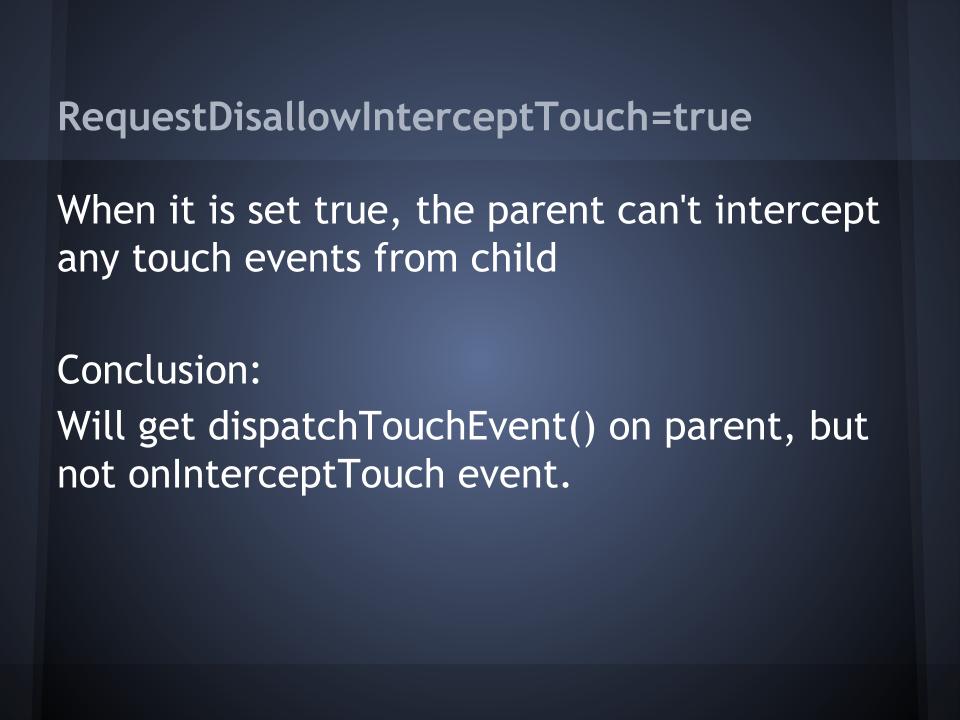 RequestDisallowInterceptTouch=true
When it is set true, the parent can't intercept
any touch events from child
Conclusion:
Will get dispatchTouchEvent() on parent, but
not onInterceptTouch event.